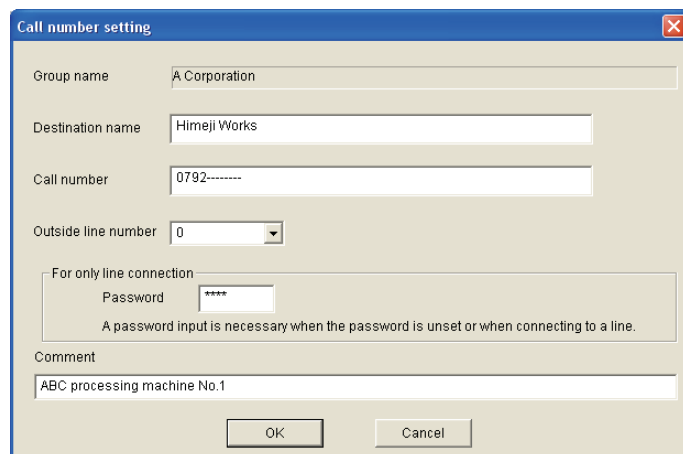 Call number setting
Group name A Corporation
Destination name Himeji Works
Call number 0792--------
Outside line number 0
For only line connection
Password ****
A password input is necessary when the password is unset or when connecting to a line.
Comment
ABC processing machine No.1
OK Cancel